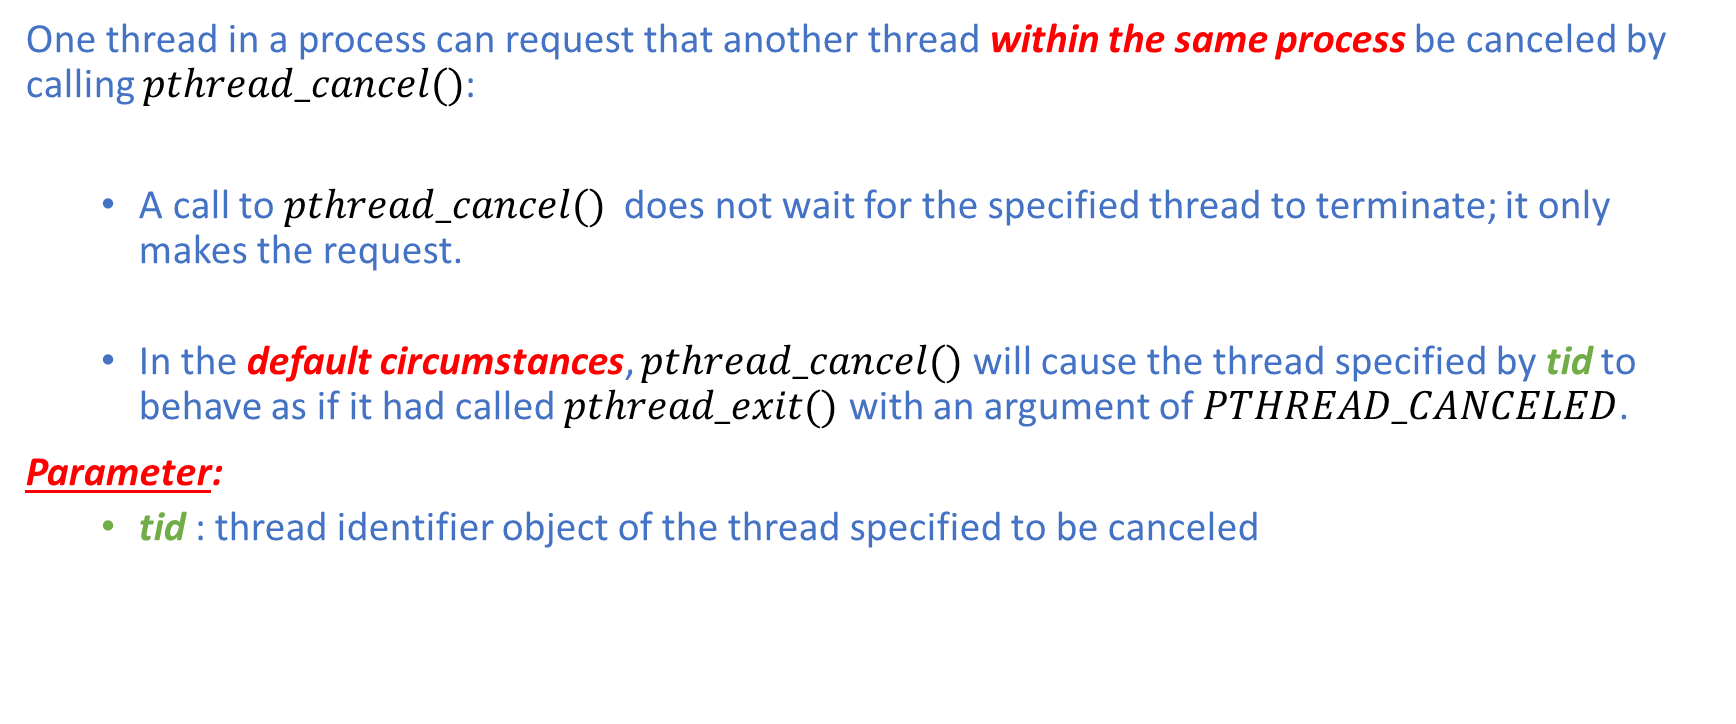 One thread in a process can request that another thread within the same process be canceled by
calling pthread_cancel():
• A call to pthread_cancel() does not wait for the specified thread to terminate; it only
makes the request.
• In the default circumstances, pthread_cancel() will cause the thread specified by tid to
behave as if it had called pthread_exit() with an argument of PTHREAD_CANCELED.
Parameter:
• tid : thread identifier object of the thread specified to be canceled